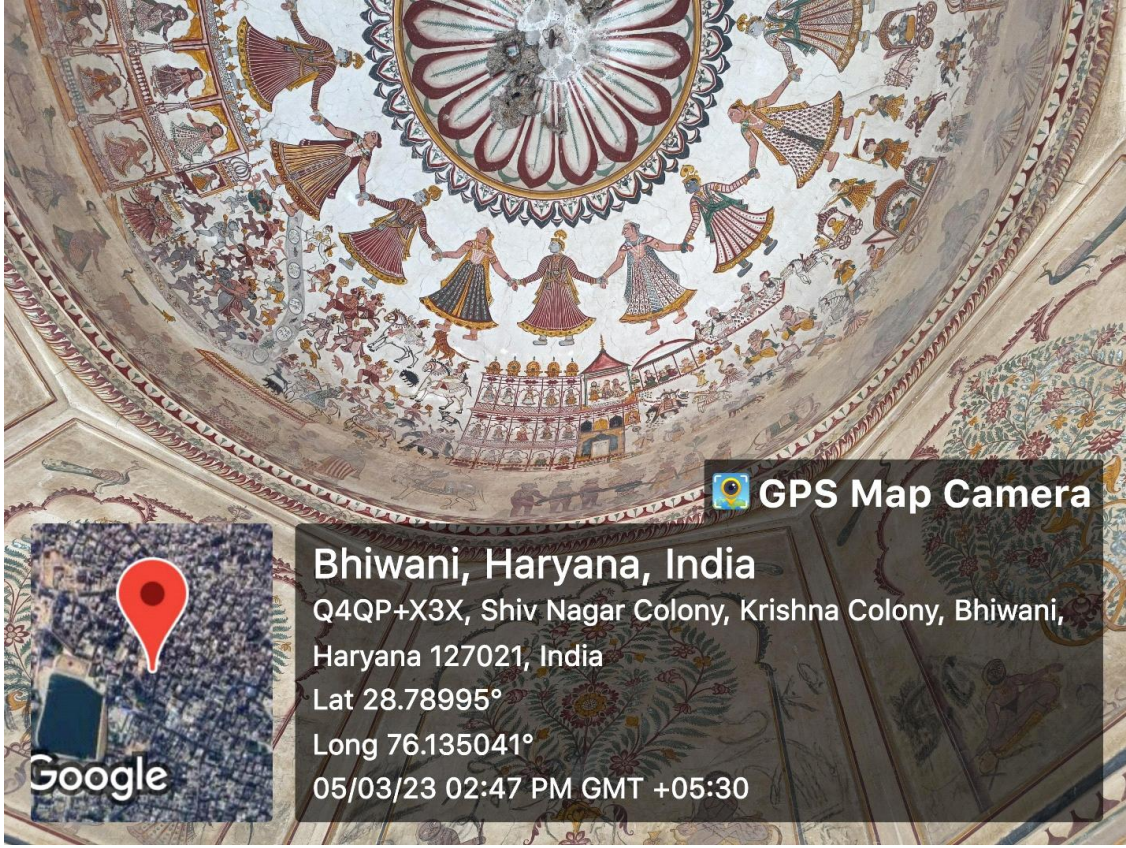 GPS Map Camera
Bhiwani, Haryana, India
Q4QP+X3X, Shiv Nagar Colony, Krishna Colony, Bhiwani,
Haryana 127021, India
Lat 28.78995°
Long 76.135041°
05/03/23 02:47 PM GMT +05:30
Google